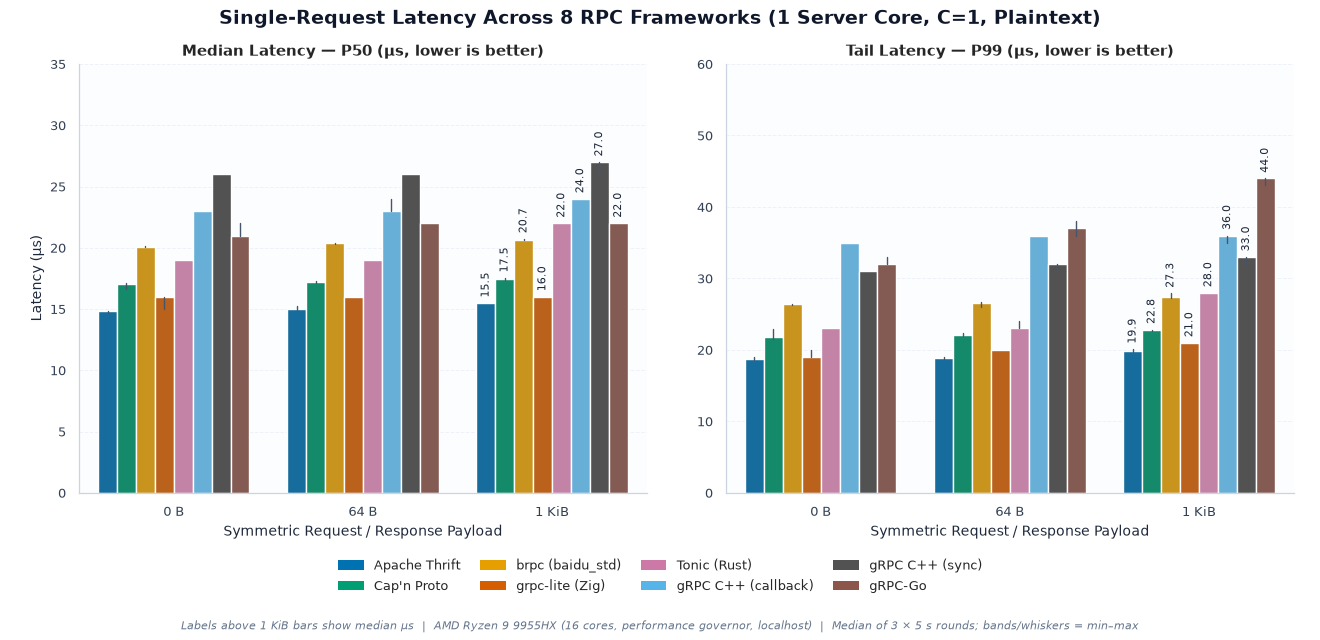 Single-Request Latency Across 8 RPC Frameworks (1 Server Core, C=1, Plaintext)
Median Latency — P50 (µs, lower is better)
Latency (µs)
35
30
25
20
15
10
5
0
15.5
17.5
20.7
16.0
22.0
24.0
27.0
22.0
0 B
64 B
1 KiB
Symmetric Request / Response Payload
Tail Latency — P99 (µs, lower is better)
60
50
40
30
20
10
0
19.9
22.8
27.3
21.0
28.0
36.0
33.0
44.0
0 B
64 B
1 KiB
Symmetric Request / Response Payload
Apache Thrift
Cap'n Proto
brpc (baidu_std)
grpc-lite (Zig)
Tonic (Rust)
gRPC C++ (callback)
gRPC C++ (sync)
gRPC-Go
Labels above 1 KiB bars show median µs | AMD Ryzen 9 9955HX (16 cores, performance governor, localhost) | Median of 3 × 5 s rounds; bands/whiskers = min–max